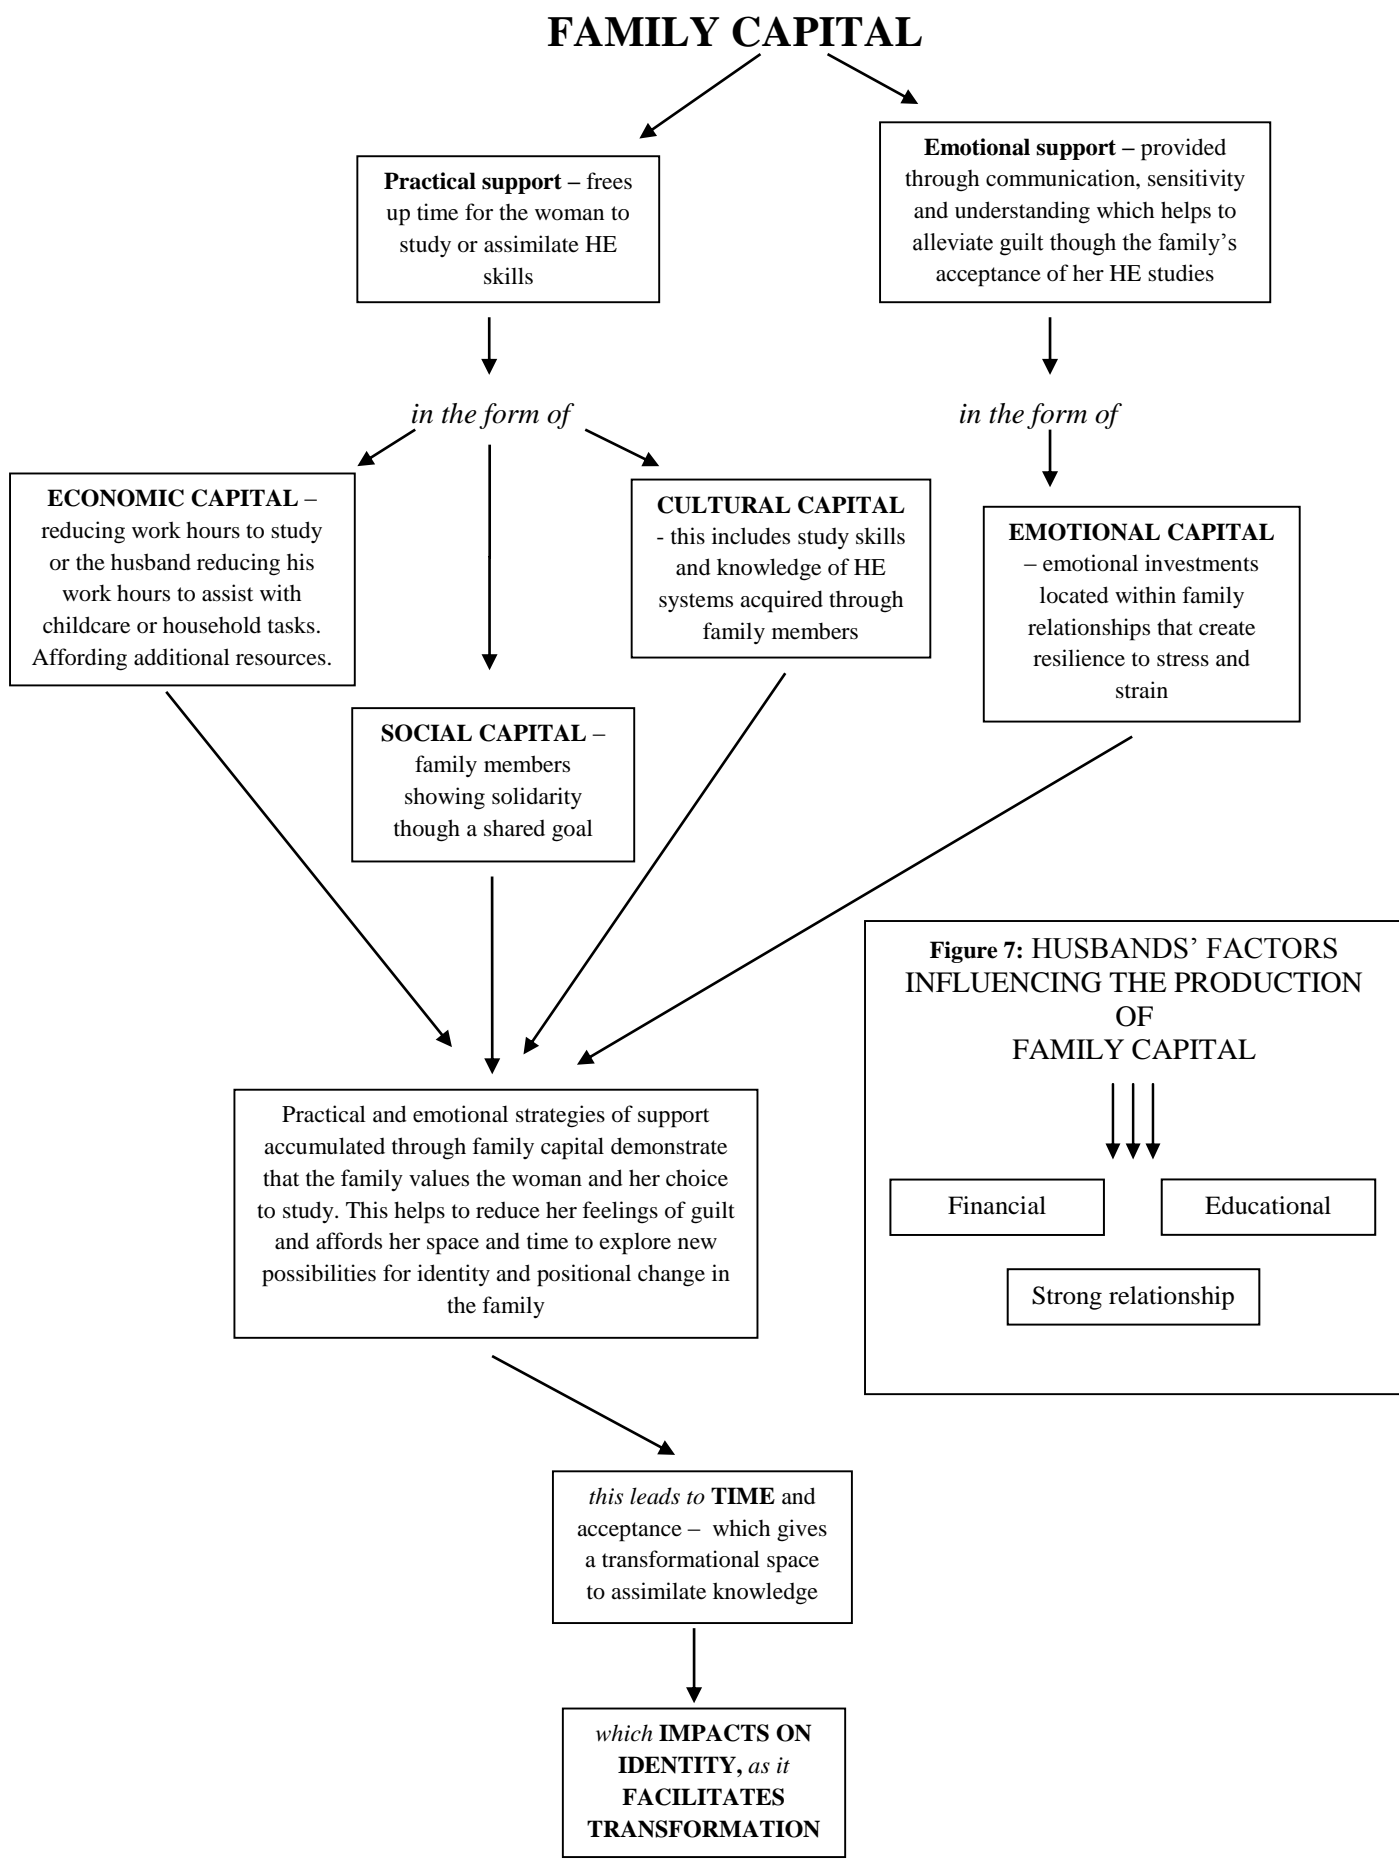 FAMILY CAPITAL
Practical support – frees
up time for the woman to
study or assimilate HE
skills
Emotional support – provided
through communication, sensitivity
and understanding which helps to
alleviate guilt though the family’s
acceptance of her HE studies
in the form of
in the form of
ECONOMIC CAPITAL –
reducing work hours to study
or the husband reducing his
work hours to assist with
childcare or household tasks.
Affording additional resources.
SOCIAL CAPITAL –
family members
showing solidarity
though a shared goal
CULTURAL CAPITAL
- this includes study skills
and knowledge of HE
systems acquired through
family members
EMOTIONAL CAPITAL
– emotional investments
located within family
relationships that create
resilience to stress and
strain
Practical and emotional strategies of support
accumulated through family capital demonstrate
that the family values the woman and her choice
to study. This helps to reduce her feelings of guilt
and affords her space and time to explore new
possibilities for identity and positional change in
the family
Figure 7: HUSBANDS’ FACTORS
INFLUENCING THE PRODUCTION
OF
FAMILY CAPITAL
Financial
Educational
Strong relationship
this leads to TIME and
acceptance – which gives
a transformational space
to assimilate knowledge
which IMPACTS ON
IDENTITY, as it
FACILITATES
TRANSFORMATION